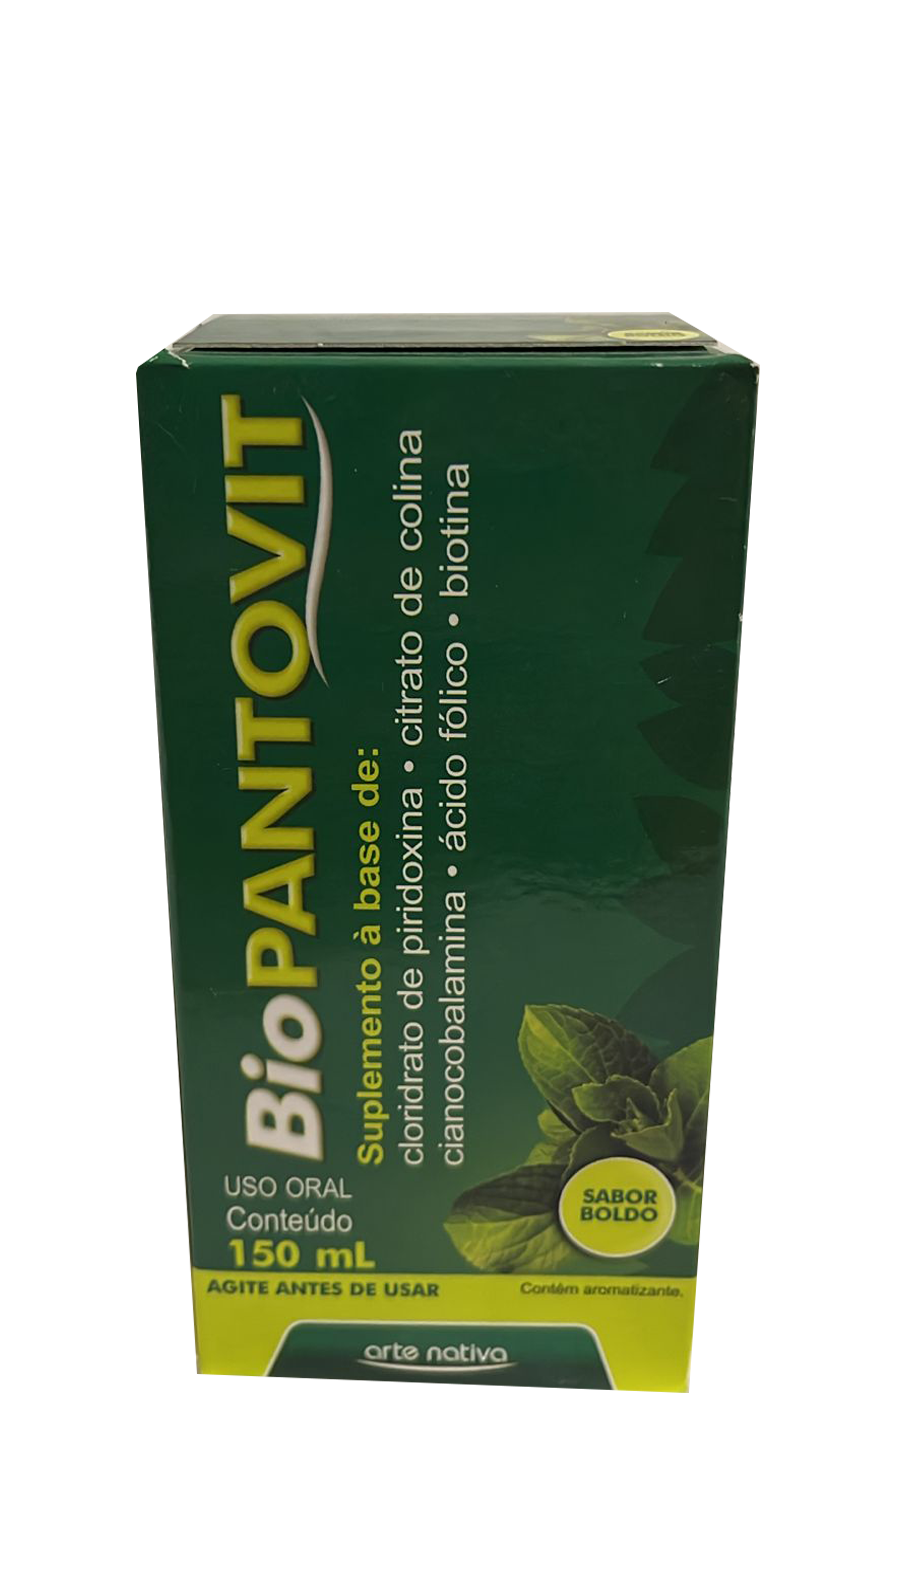 BioPANTOVIT
Suplemento à base de:
cloridrato de piridoxina • citrato de colina
cianocobalamina • ácido fólico • biotina
USO ORAL
Conteúdo
150 mL
SABOR
BOLDO
AGITE ANTES DE USAR
Contém aromatizante.
arte nativa